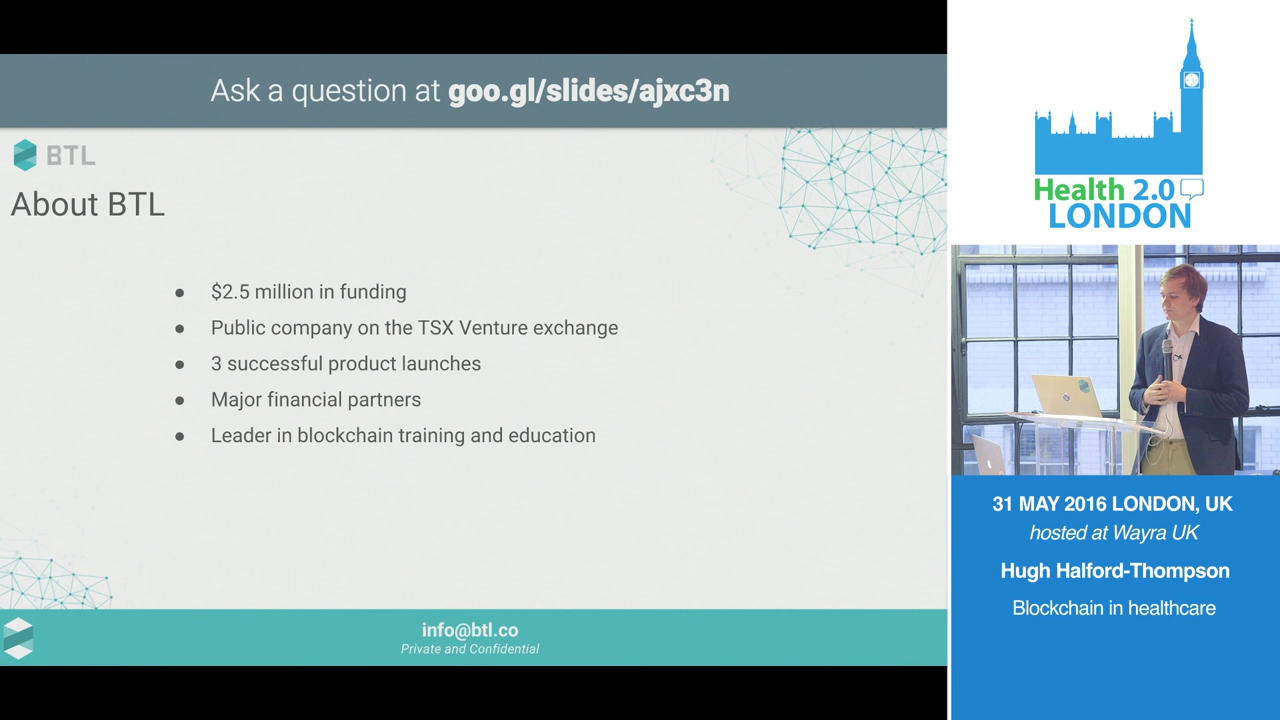 Ask a question at goo.gl/slides/ajxc3n
BTL
About BTL
● $2.5 million in funding
● Public company on the TSX Venture exchange
● 3 successful product launches
● Major financial partners
● Leader in blockchain training and education
info@btl.co
Private and Confidential
Health 2.0
LONDON
31 MAY 2016 LONDON, UK
hosted at Wayra UK
Hugh Halford-Thompson
Blockchain in healthcare